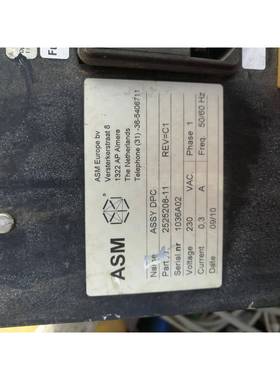 ASM Europe bv
Versterkerstraat 8
1322 AP Almere
The Netherlands
Telephone (31) -36-5406711
ASM
®
Name ASSY DPC
Part nr 2525208-11 REV=C1
Serial nr 1036A02
Voltage 230 VAC Phase 1
Current 0,3 A Freq. 50/60 Hz
Date 09/10